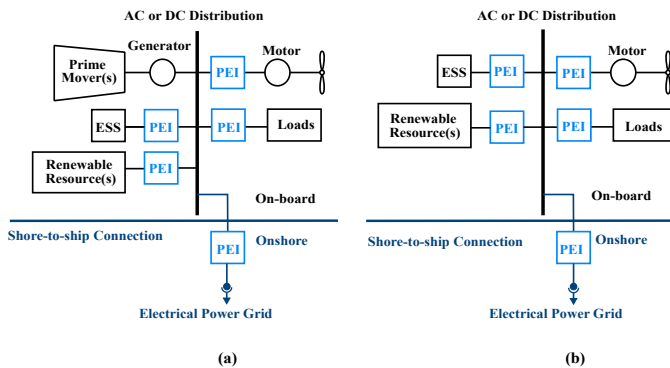 AC or DC Distribution
Generator
Motor
Prime
Mover(s)
PEI
ESS
PEI
PEI
Loads
Renewable
Resource(s)
PEI
On-board
Shore-to-ship Connection
PEI
Onshore
Electrical Power Grid
(a)
AC or DC Distribution
Motor
ESS
PEI
PEI
Renewable
Resource(s)
PEI
PEI
Loads
On-board
Shore-to-ship Connection
PEI
Onshore
Electrical Power Grid
(b)